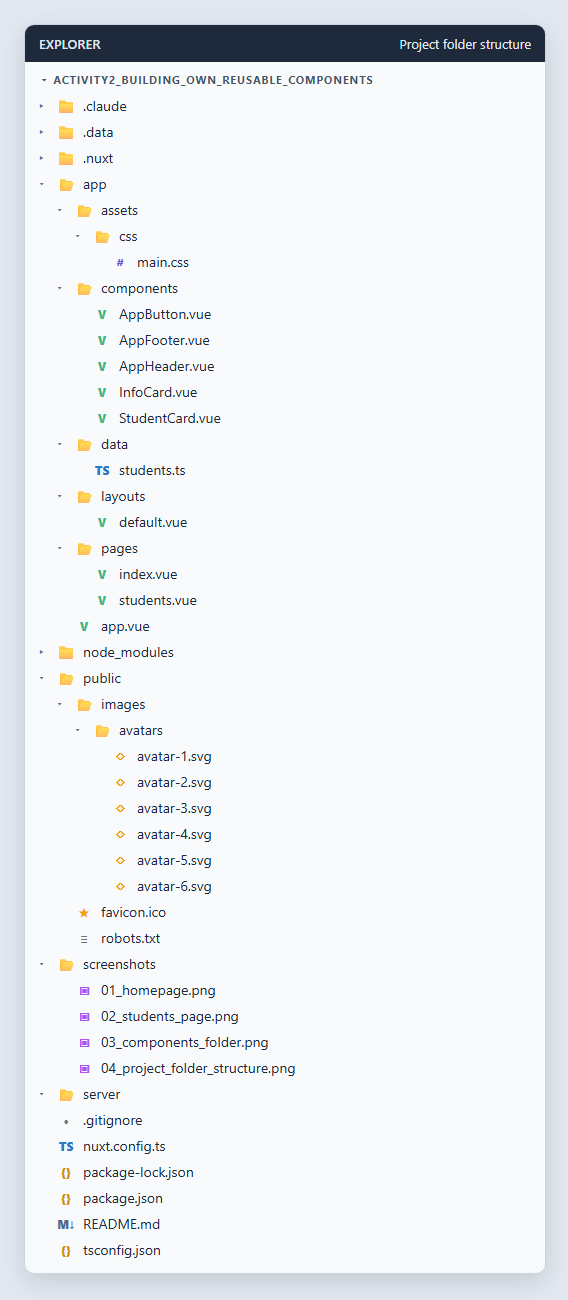 EXPLORER Project folder structure
ACTIVITY2_BUILDING_OWN_REUSABLE_COMPONENTS
.claude
.data
.nuxt
app
assets
css
# main.css
components
V AppButton.vue
V AppFooter.vue
V AppHeader.vue
V InfoCard.vue
V StudentCard.vue
data
TS students.ts
layouts
V default.vue
pages
V index.vue
V students.vue
V app.vue
node_modules
public
images
avatars
avatar-1.svg
avatar-2.svg
avatar-3.svg
avatar-4.svg
avatar-5.svg
avatar-6.svg
favicon.ico
robots.txt
screenshots
01_homepage.png
02_students_page.png
03_components_folder.png
04_project_folder_structure.png
server
.gitignore
TS nuxt.config.ts
{} package-lock.json
{} package.json
M↓ README.md
{} tsconfig.json